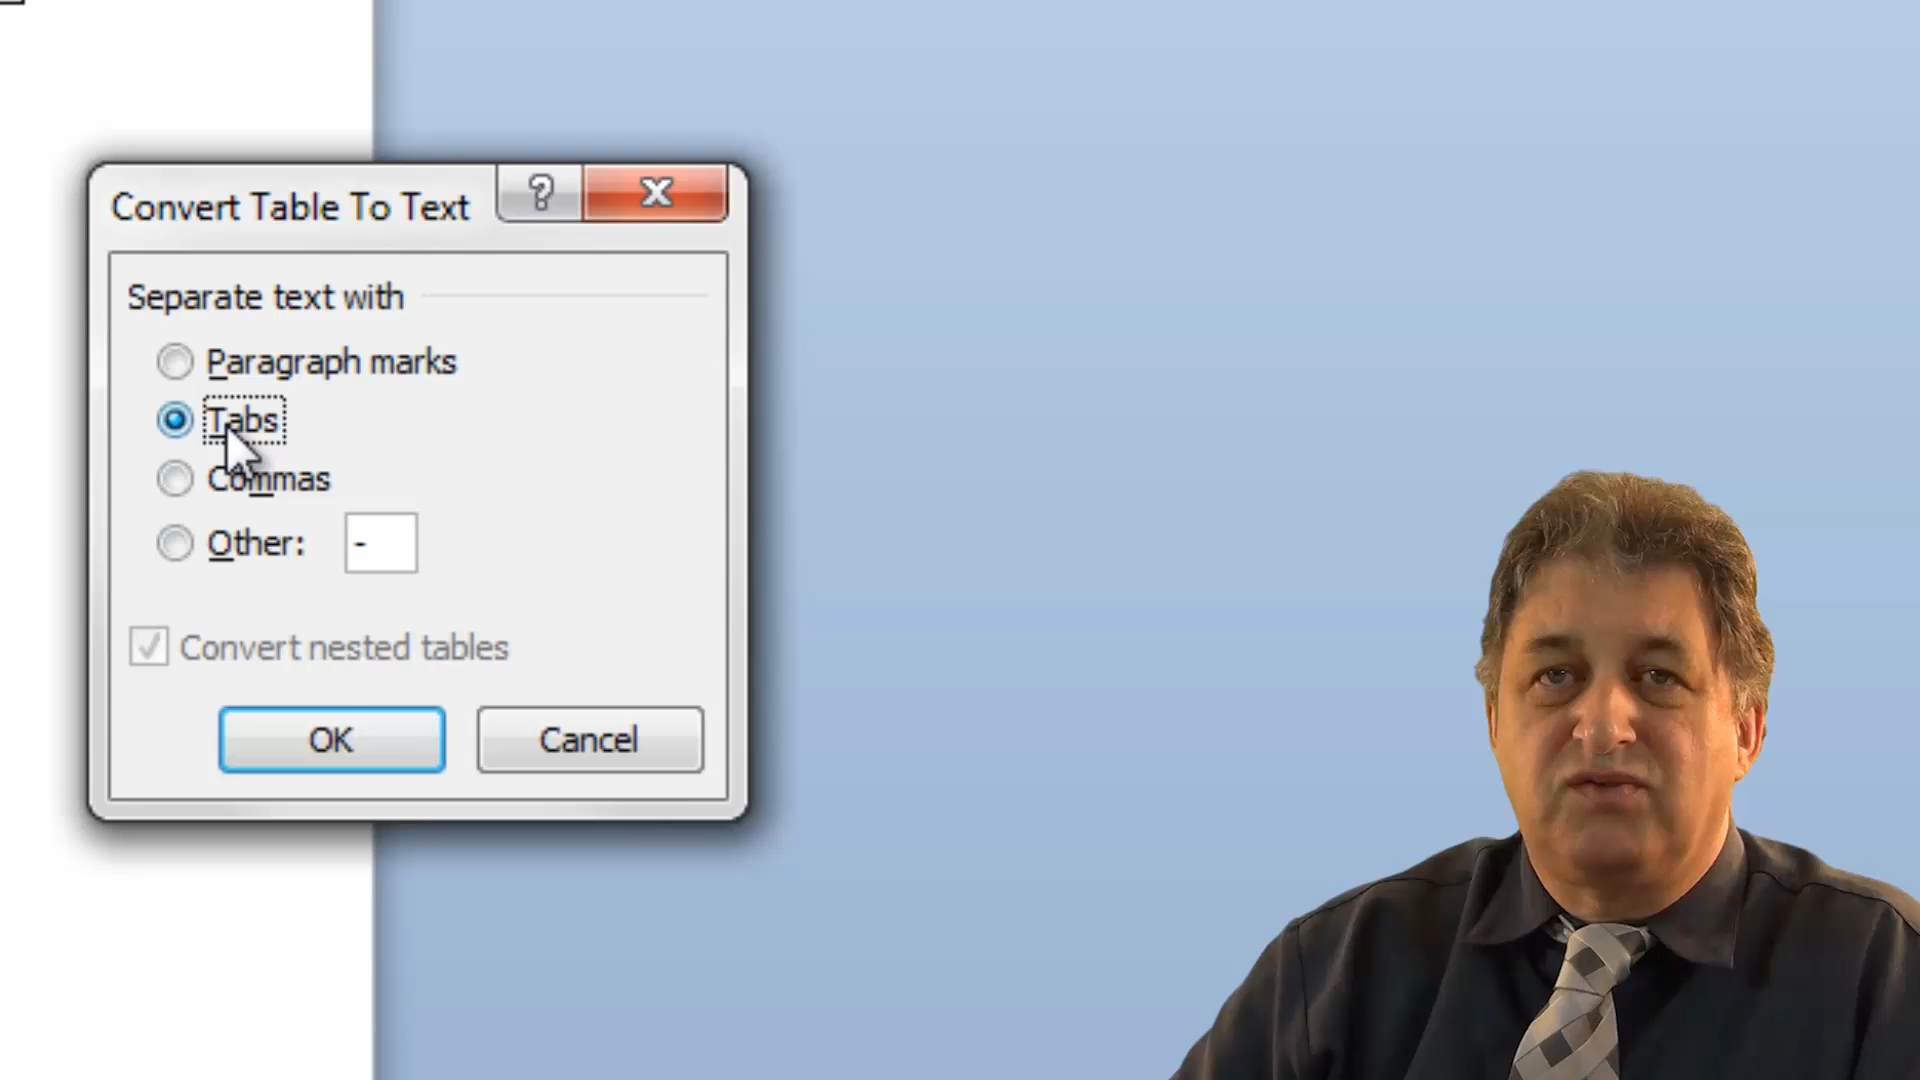 Convert Table To Text
Separate text with
Paragraph marks
Tabs
Commas
Other: -
Convert nested tables
OK
Cancel